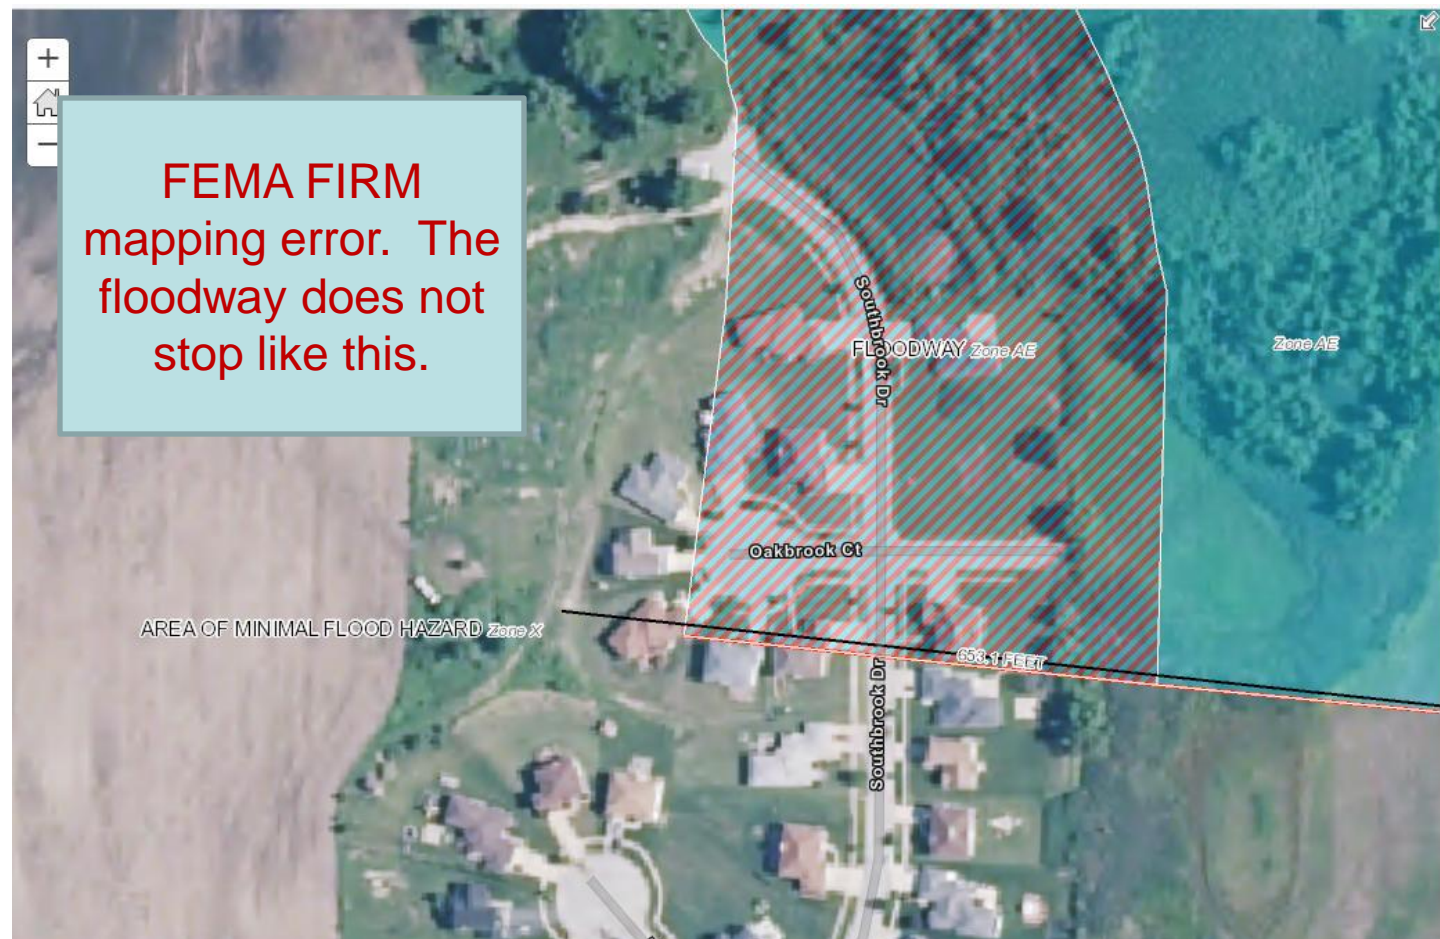 +
−
FEMA FIRM
mapping error.  The
floodway does not
stop like this.
Southbrook Dr
FLOODWAY Zone AE
Zone AE
Oakbrook Ct
AREA OF MINIMAL FLOOD HAZARD Zone X
653.1 FEET
Southbrook Dr